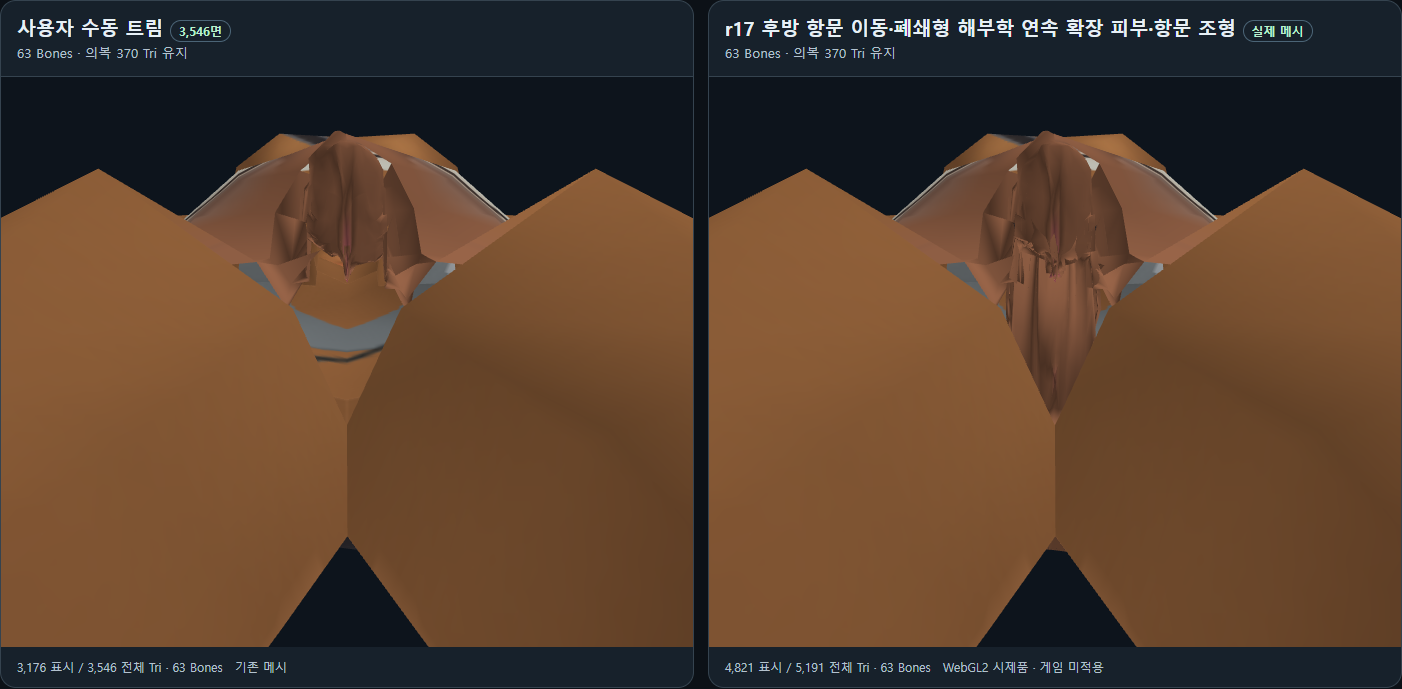 사용자 수동 트림 3,546면
63 Bones · 의복 370 Tri 유지
r17 후방 항문 이동·폐쇄형 해부학 연속 확장 피부·항문 조형 실제 메시
63 Bones · 의복 370 Tri 유지
3,176 표시 / 3,546 전체 Tri · 63 Bones 기존 메시
4,821 표시 / 5,191 전체 Tri · 63 Bones WebGL2 시제품 · 게임 미적용